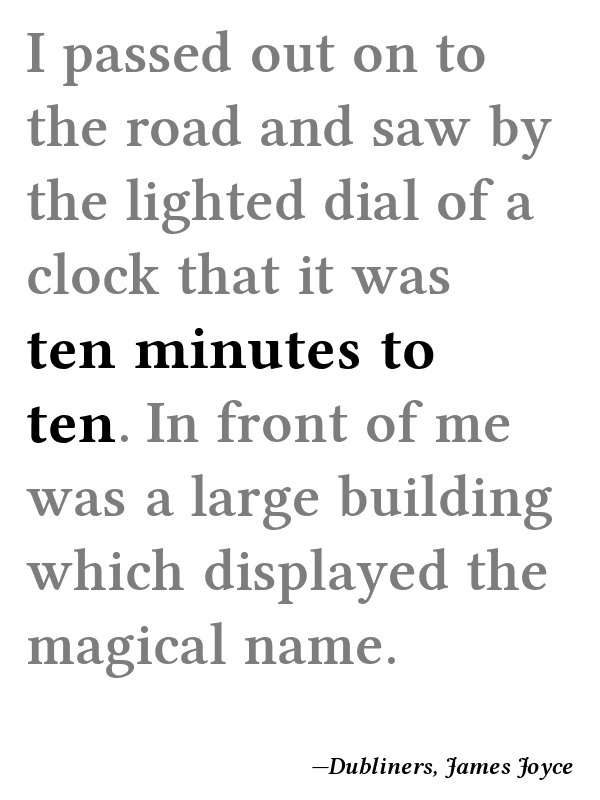 I passed out on to
the road and saw by
the lighted dial of a
clock that it was
ten minutes to
ten. In front of me
was a large building
which displayed the
magical name.
—Dubliners, James Joyce